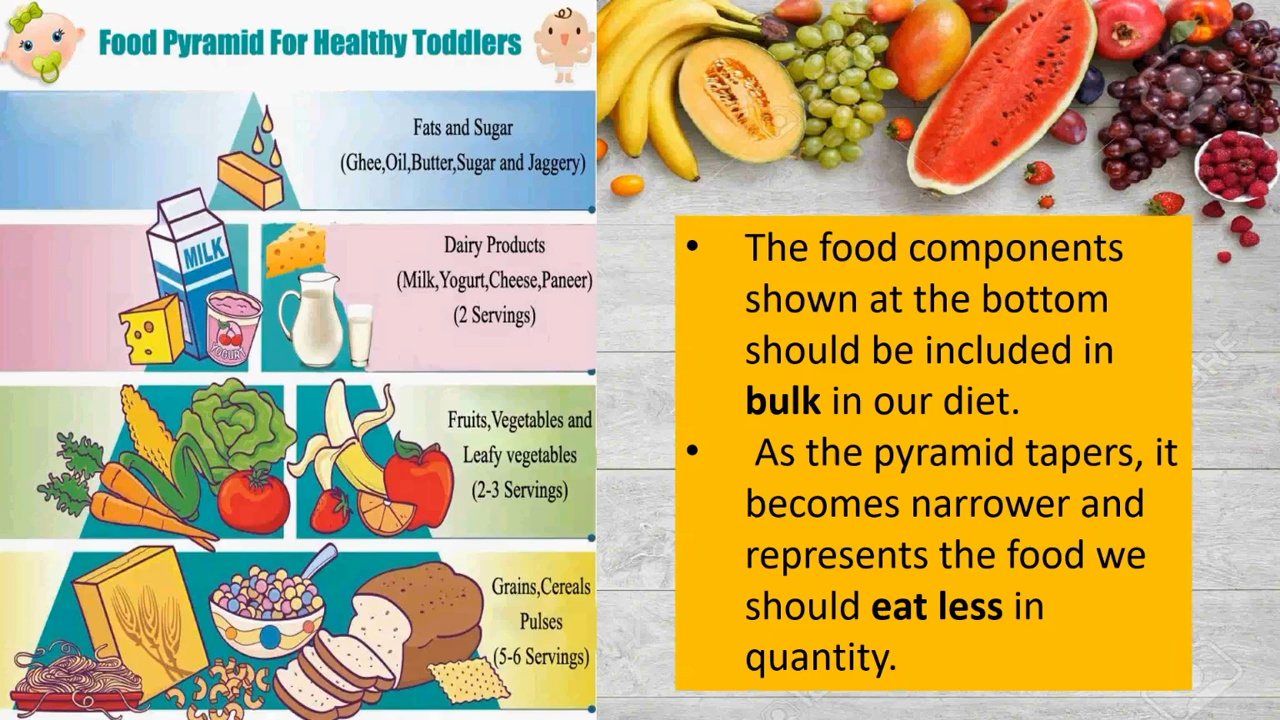 Food Pyramid For Healthy Toddlers
Fats and Sugar
(Ghee,Oil,Butter,Sugar and Jaggery)
MILK
YOGURT
Dairy Products
(Milk,Yogurt,Cheese,Paneer)
(2 Servings)
Fruits,Vegetables and
Leafy vegetables
(2-3 Servings)
Grains,Cereals
Pulses
(5-6 Servings)
• The food components
shown at the bottom
should be included in
bulk in our diet.
• As the pyramid tapers, it
becomes narrower and
represents the food we
should eat less in
quantity.